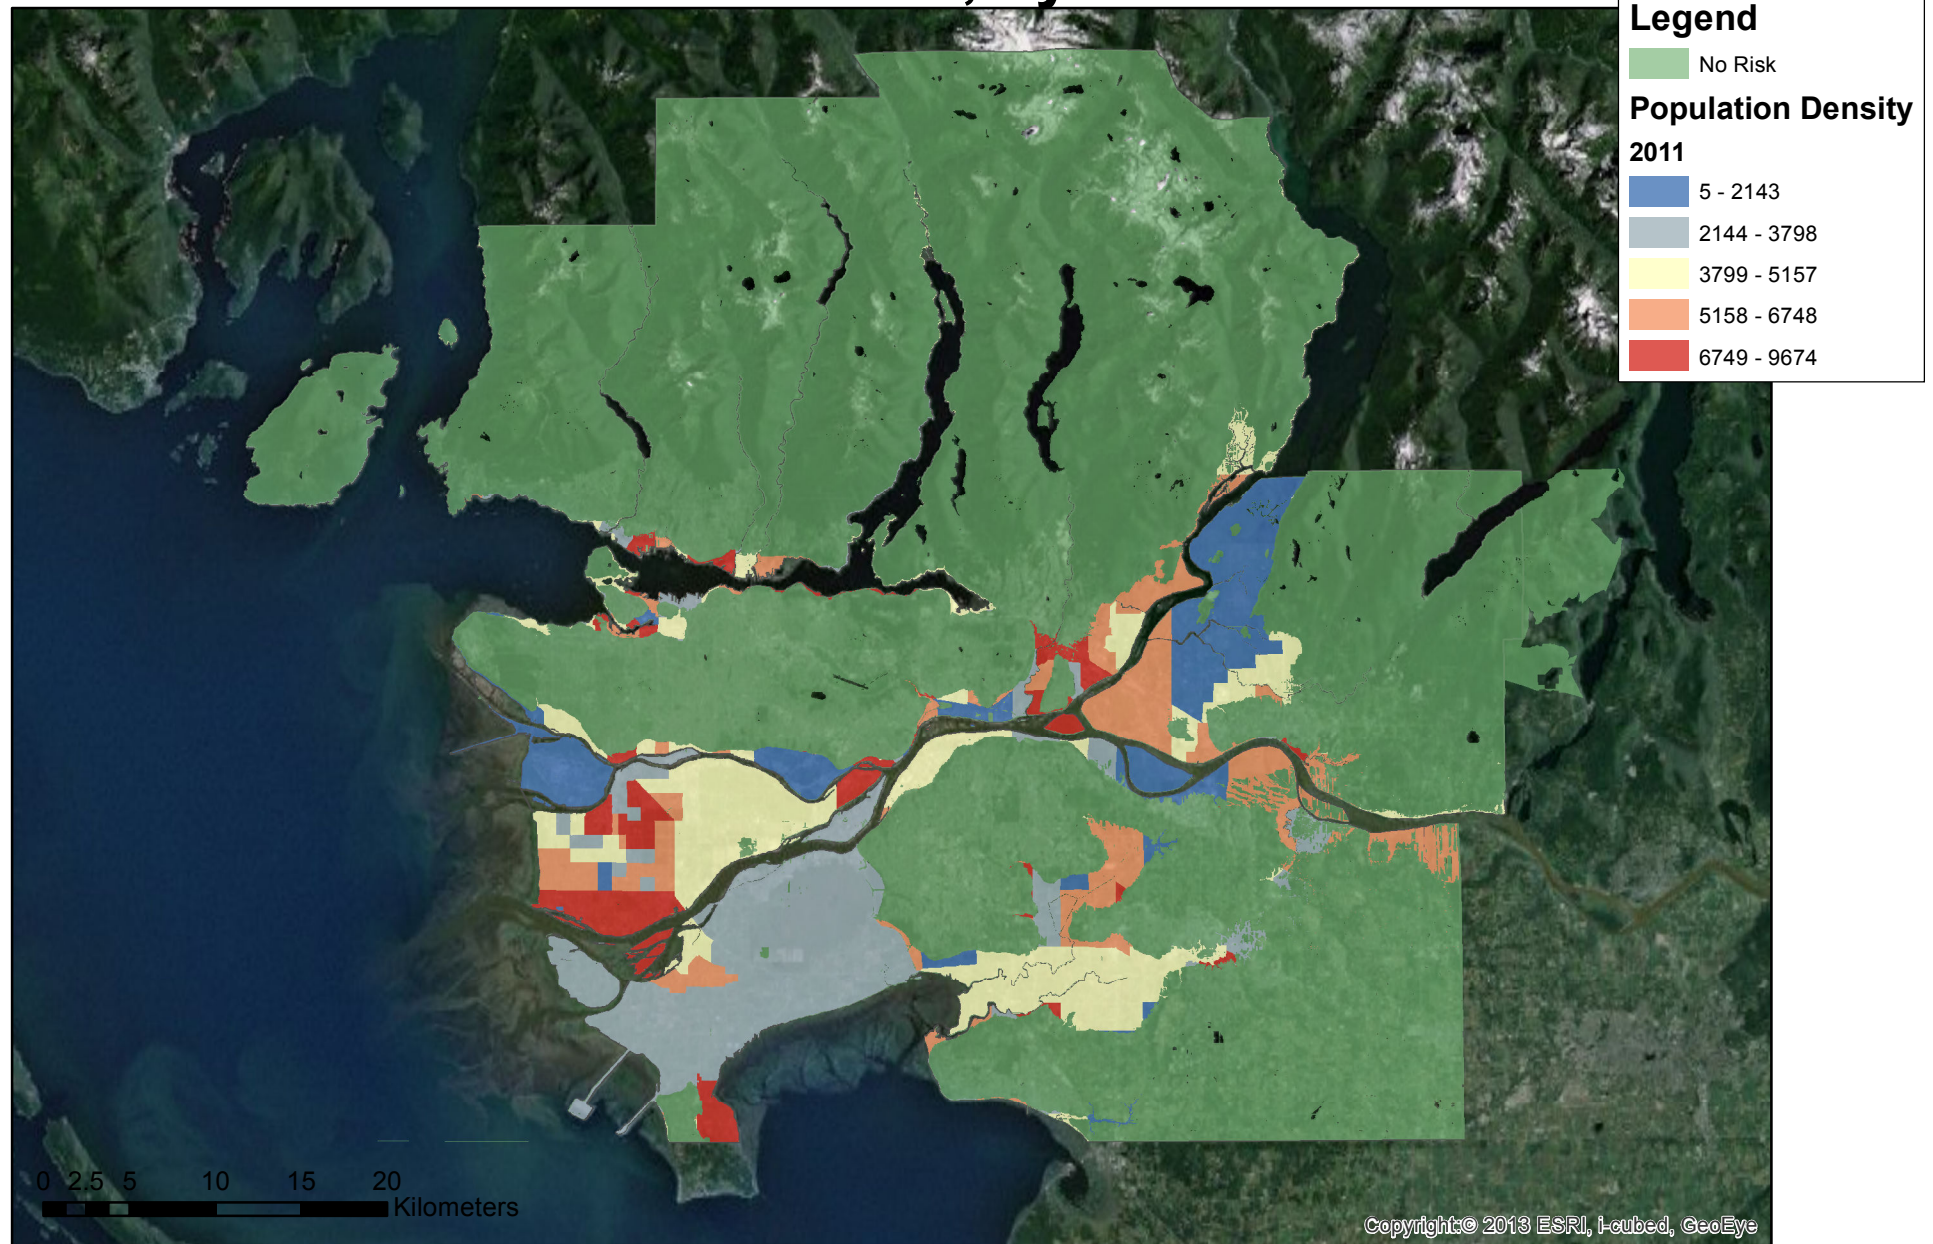 Legend
No Risk
Population Density
2011
5 - 2143
2144 - 3798
3799 - 5157
5158 - 6748
6749 - 9674
0 2.5 5 10 15 20
Kilometers
Copyright:© 2013 ESRI, i-cubed, GeoEye